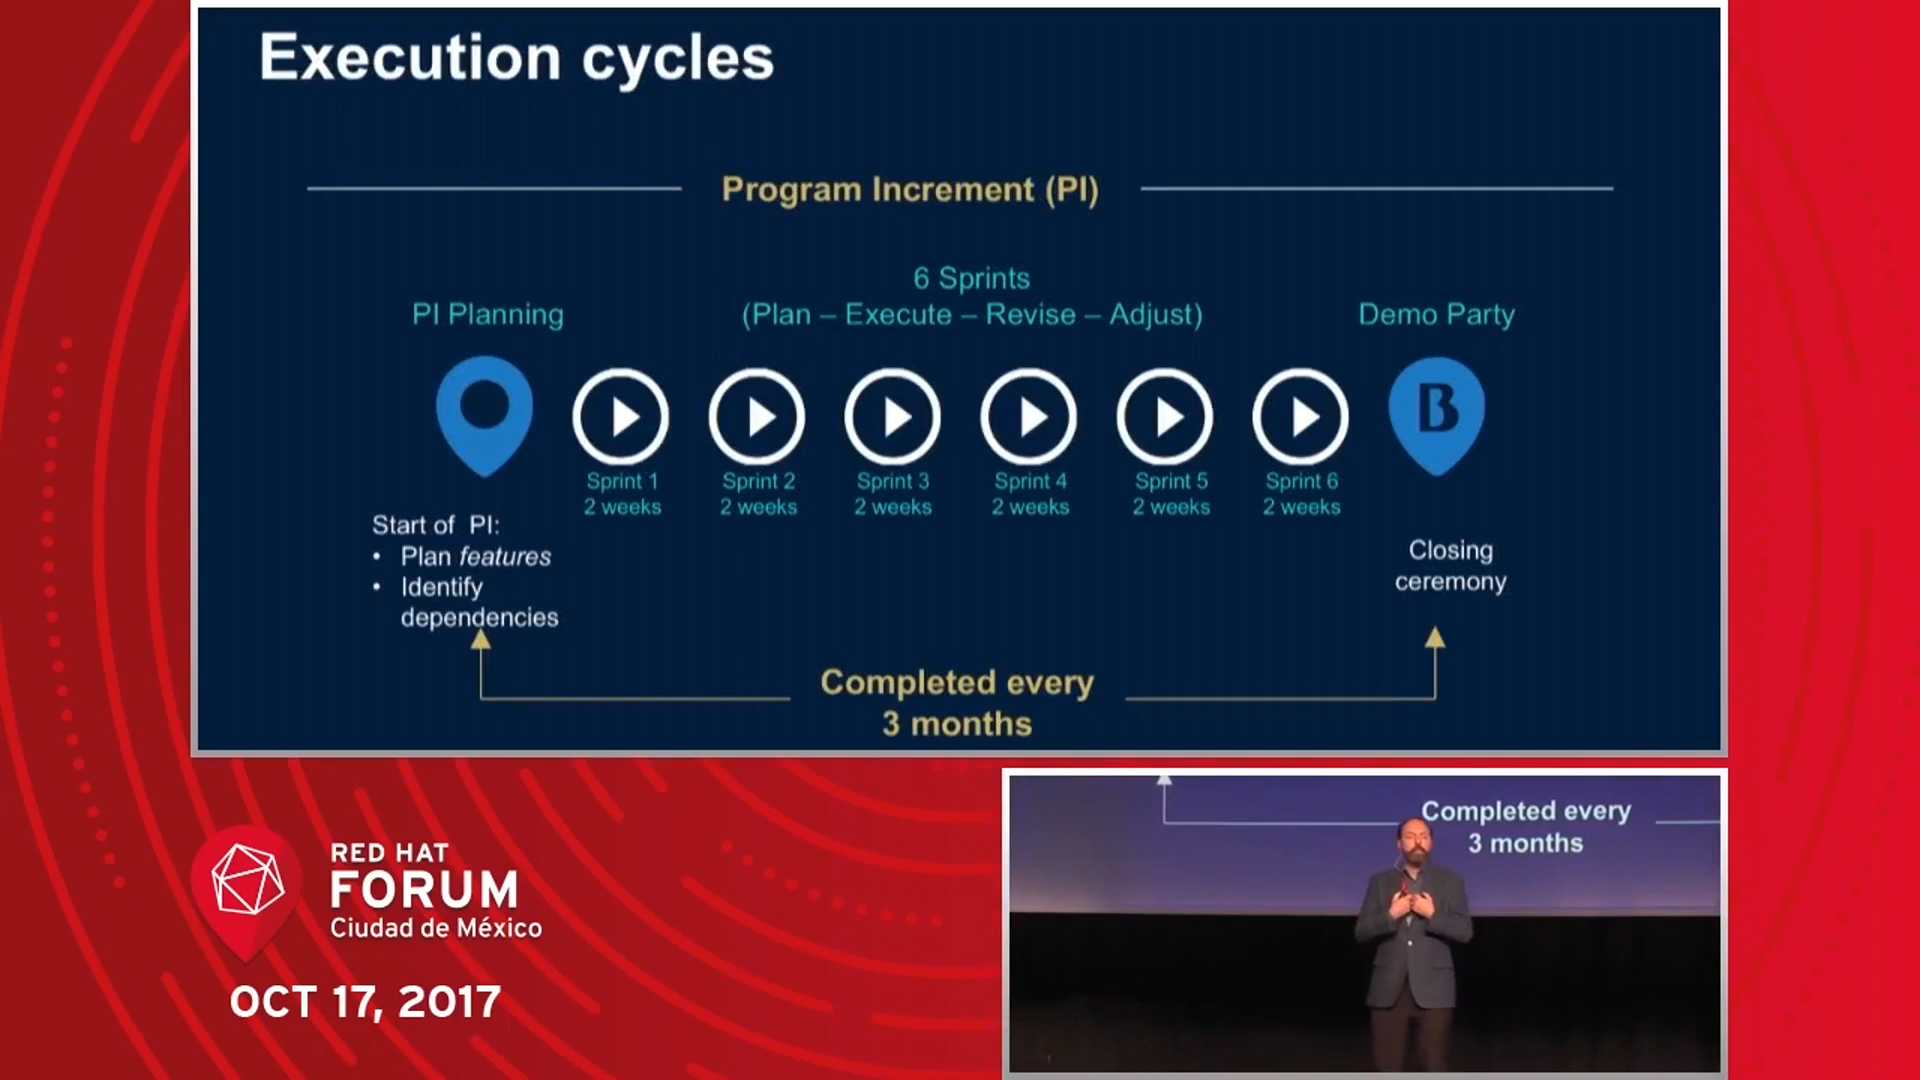 Execution cycles
Program Increment (PI)
6 Sprints
PI Planning
(Plan – Execute – Revise – Adjust)
Demo Party
B
Sprint 1
2 weeks
Sprint 2
2 weeks
Sprint 3
2 weeks
Sprint 4
2 weeks
Sprint 5
2 weeks
Sprint 6
2 weeks
Start of PI:
• Plan features
• Identify
dependencies
Closing
ceremony
Completed every
3 months
Completed every
3 months
RED HAT
FORUM
Ciudad de México
OCT 17, 2017